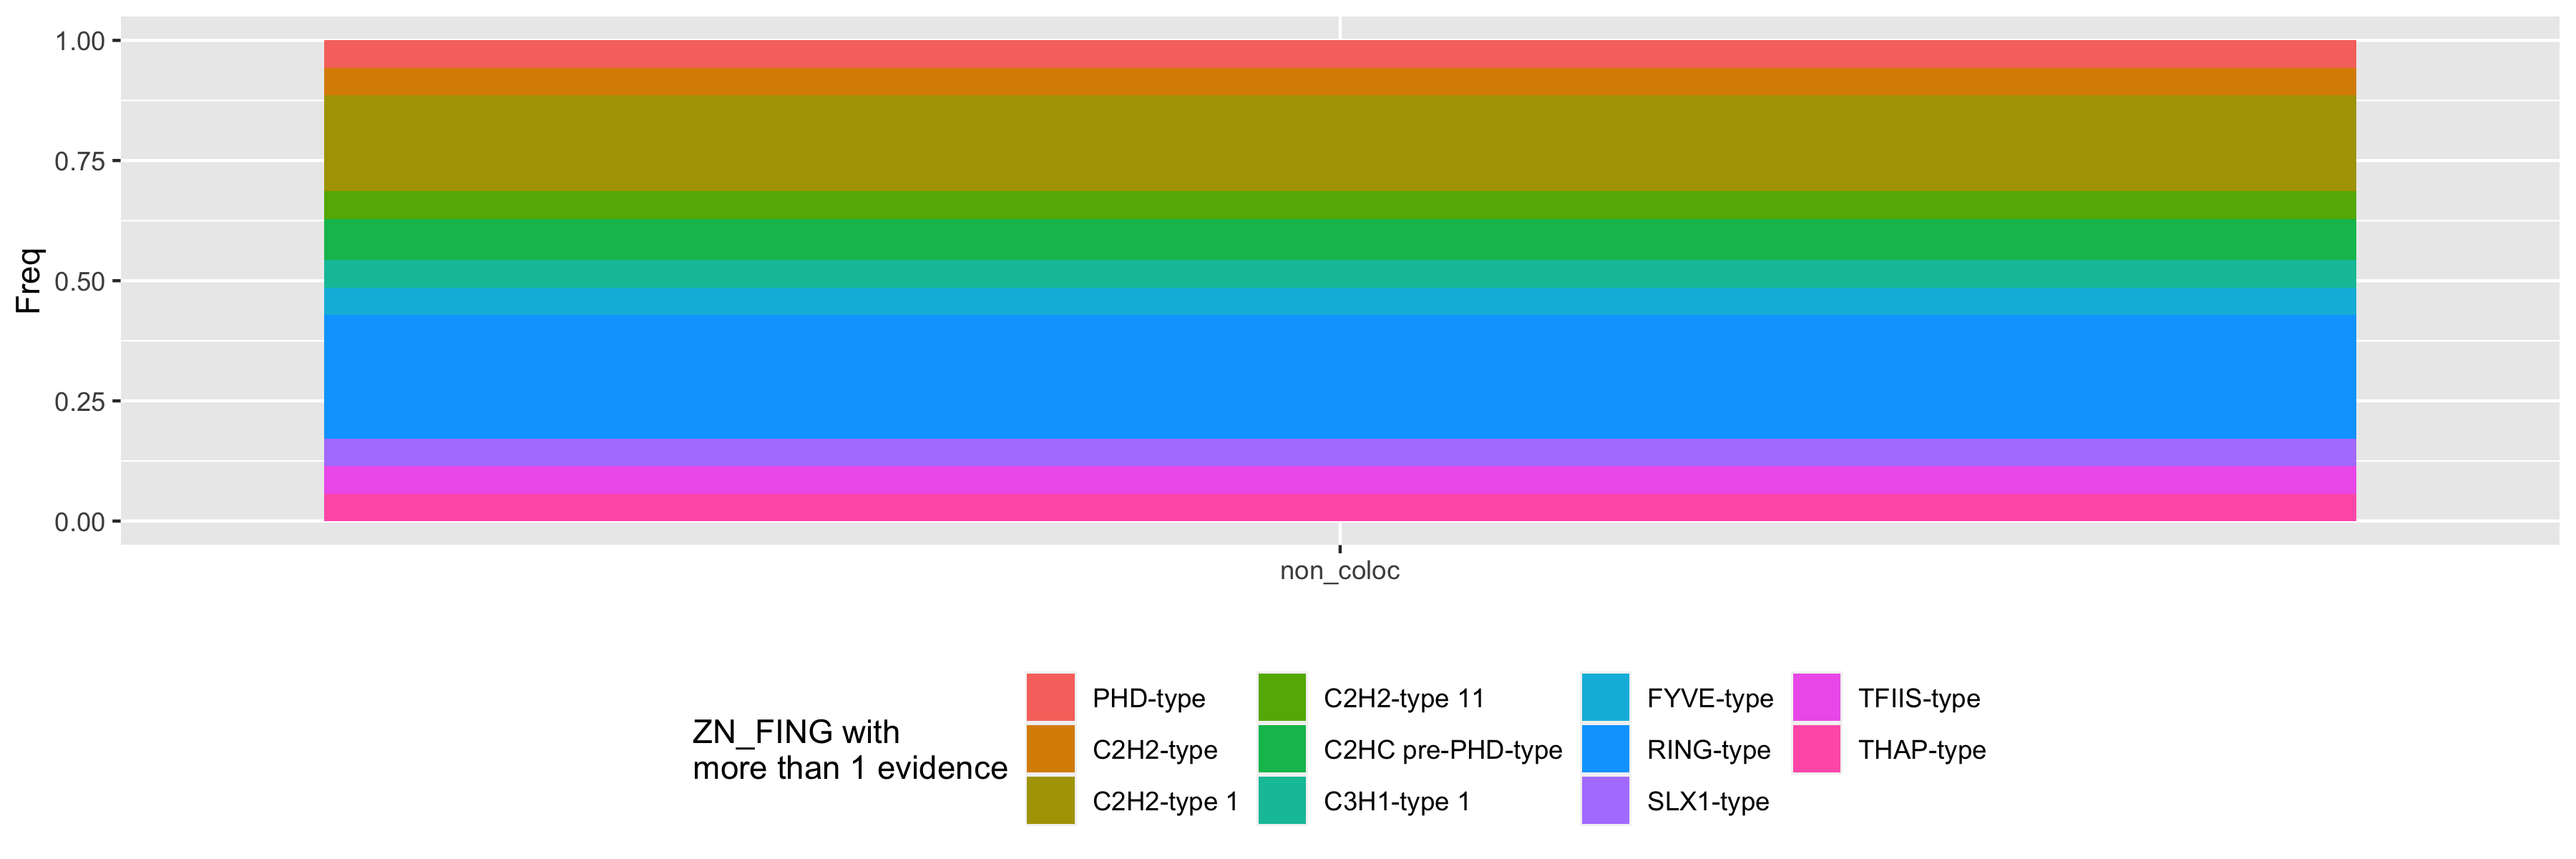 1.00
0.75
0.50
0.25
0.00
Freq
non_coloc
ZN_FING with
more than 1 evidence
PHD-type
C2H2-type
C2H2-type 1
C2H2-type 11
C2HC pre-PHD-type
C3H1-type 1
FYVE-type
RING-type
SLX1-type
TFIIS-type
THAP-type